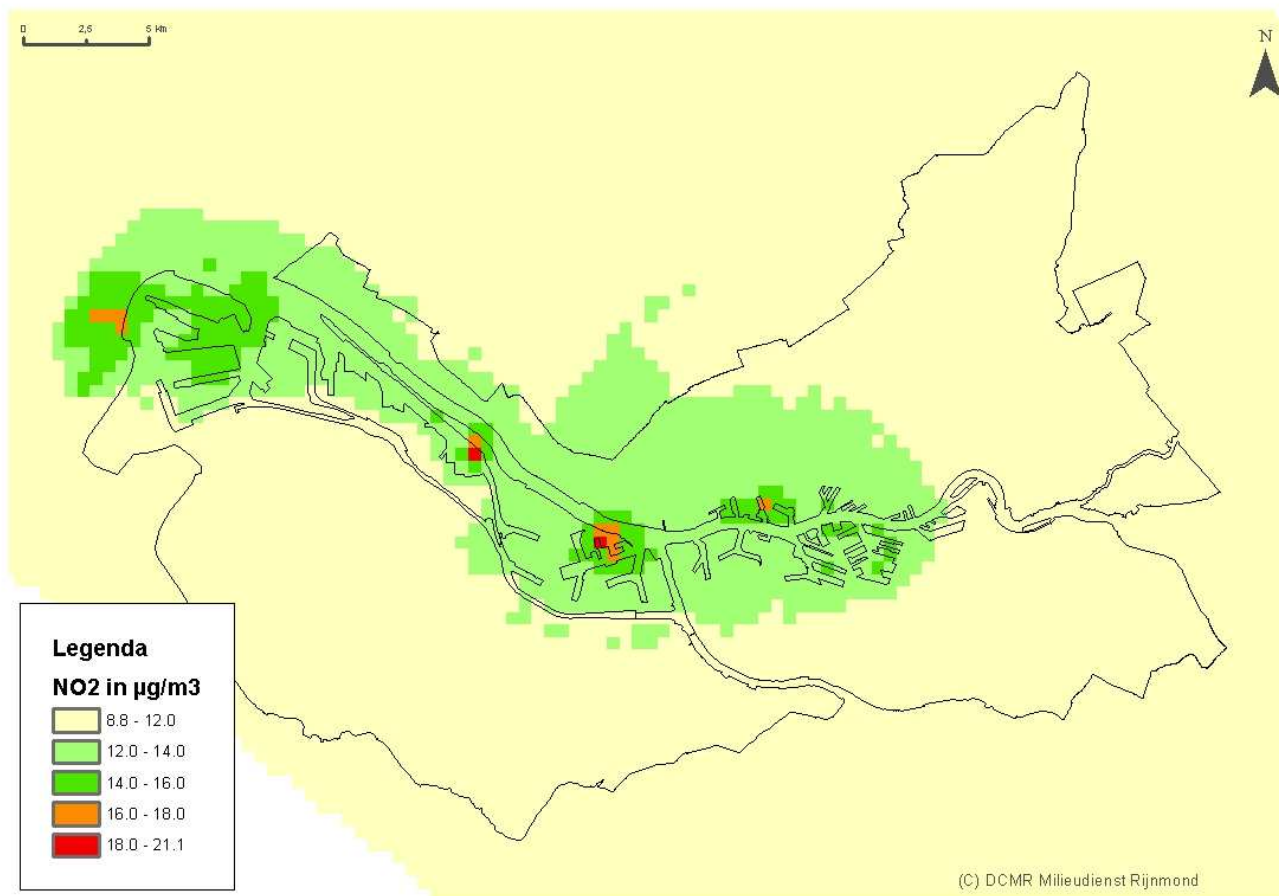 0 2,5 5 Km
N
Legenda
NO2 in µg/m3
8.8 - 12.0
12.0 - 14.0
14.0 - 16.0
16.0 - 18.0
18.0 - 21.1
(C) DCMR Milieudienst Rijnmond